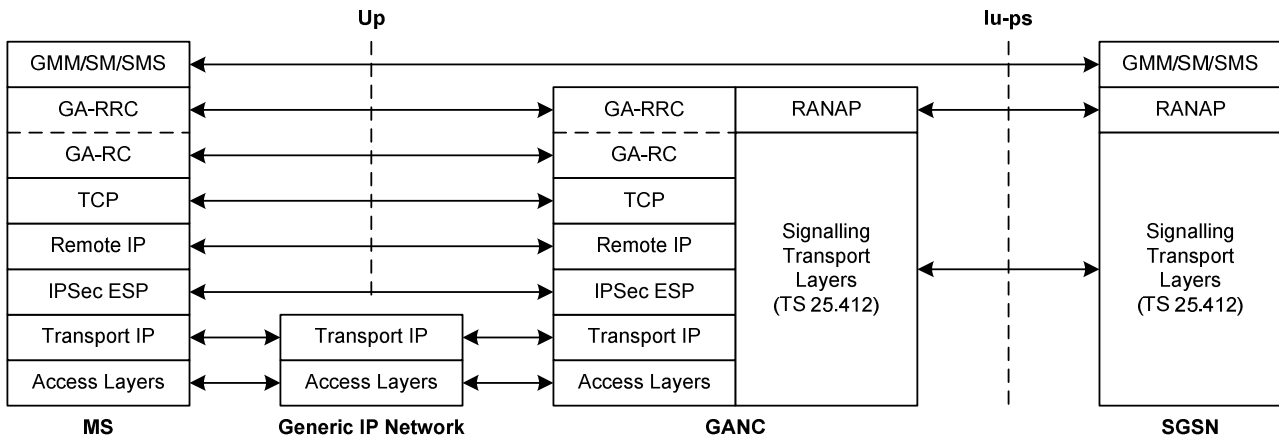 Up Iu-ps
GMM/SM/SMS GMM/SM/SMS
GA-RRC GA-RRC RANAP RANAP
GA-RC GA-RC
TCP TCP
Remote IP Remote IP
IPSec ESP IPSec ESP
Signalling
Transport
Layers
(TS 25.412)
Signalling
Transport
Layers
(TS 25.412)
Transport IP Transport IP Transport IP
Access Layers Access Layers Access Layers
MS Generic IP Network GANC SGSN